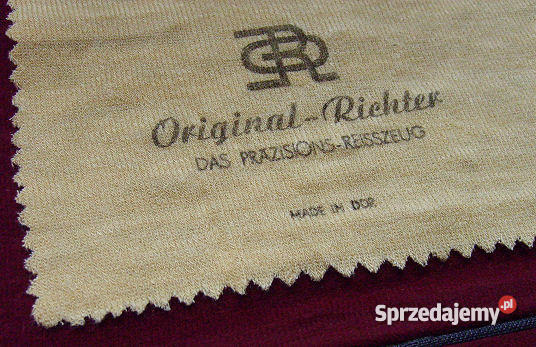 Original-Richter
DAS PRÄZISIONS-REISSZEUG
MADE IN DDR
Sprzedajemy.pl